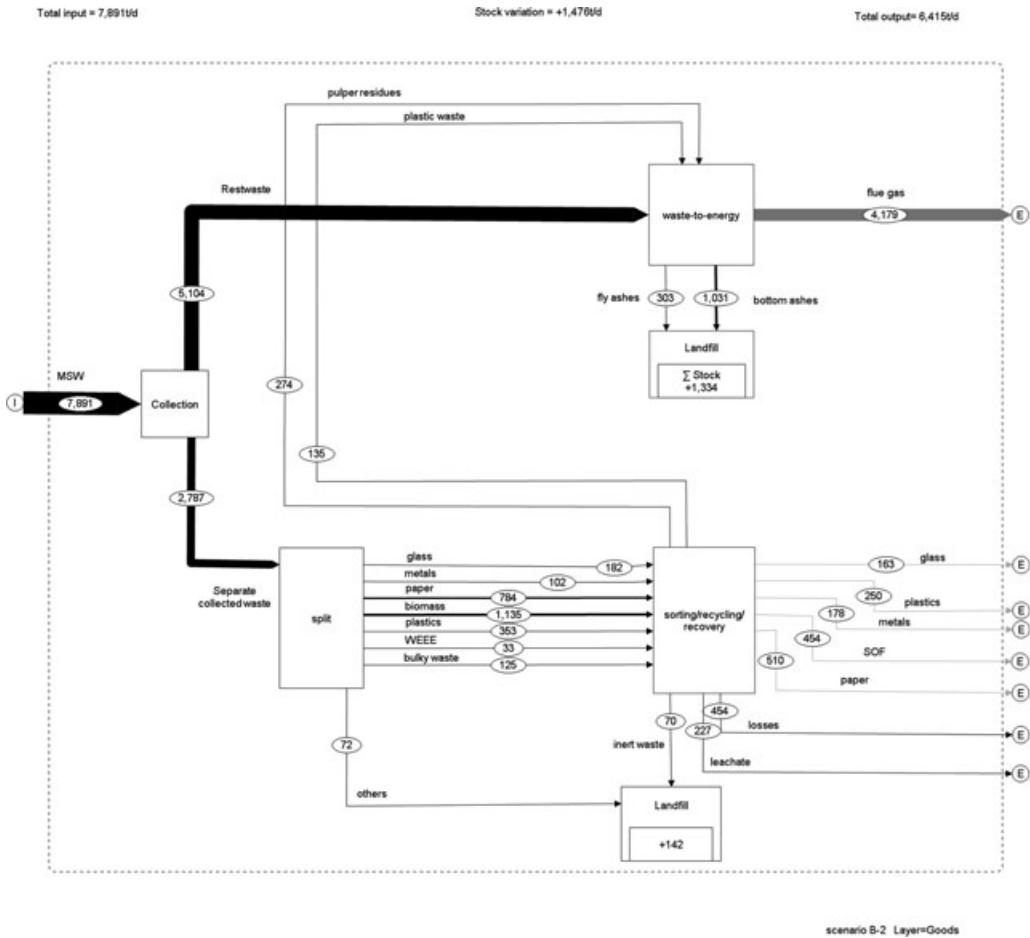 Total input = 7,891t/d
Stock variation = +1,476t/d
Total output=6,415t/d
pulper residues
plastic waste
Restwaste
waste-to-energy
flue gas
4,179
E
5,104
fly ashes
303
1,031
bottom ashes
Landfill
∑ Stock
+1,334
MSW
I
7,891
Collection
274
135
2,787
Separate
collected waste
split
glass
182
metals
102
paper
784
biomass
1,135
plastics
353
WEEE
33
bulky waste
125
sorting/recycling/
recovery
163
glass
E
250
plastics
E
178
metals
E
454
SOF
E
510
paper
E
454
losses
E
70
227
inert waste
leachate
E
72
others
Landfill
+142
scenario B-2 Layer=Goods